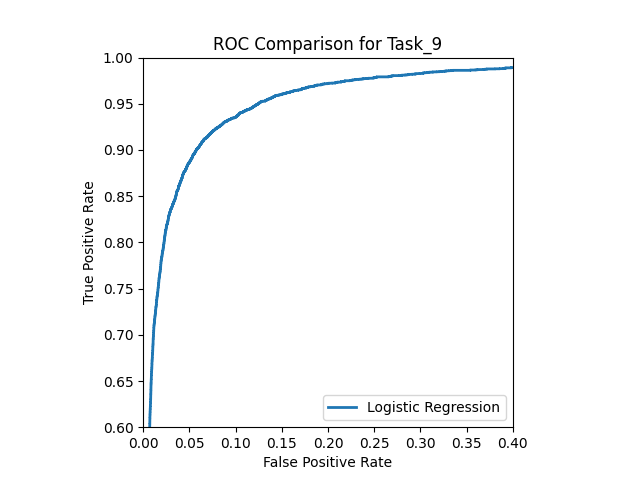 ROC Comparison for Task_9
True Positive Rate
1.00
0.95
0.90
0.85
0.80
0.75
0.70
0.65
0.60
Logistic Regression
0.00 0.05 0.10 0.15 0.20 0.25 0.30 0.35 0.40
False Positive Rate